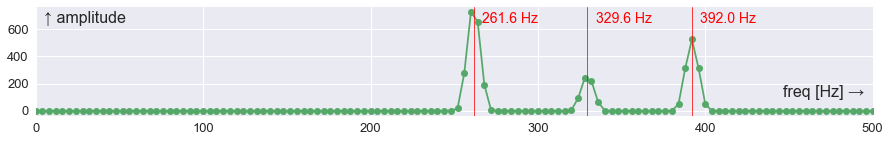 ↑ amplitude
261.6 Hz
329.6 Hz
392.0 Hz
600
400
200
0
freq [Hz] →
0 100 200 300 400 500